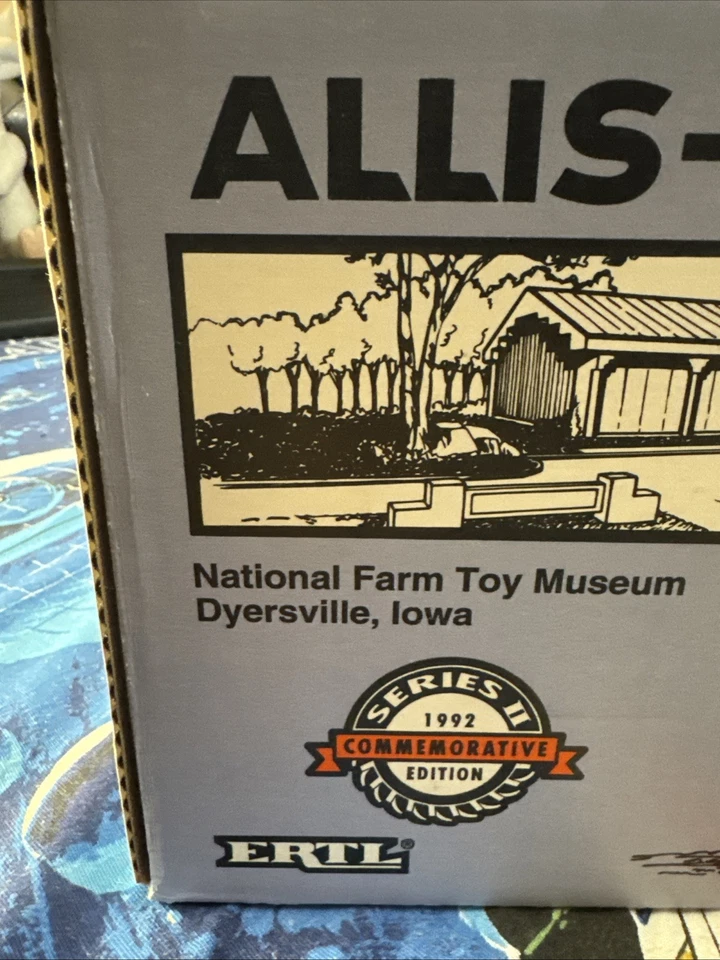 ALLIS-
National Farm Toy Museum
Dyersville, Iowa
SERIES II
1992
COMMEMORATIVE
EDITION
ERTL®